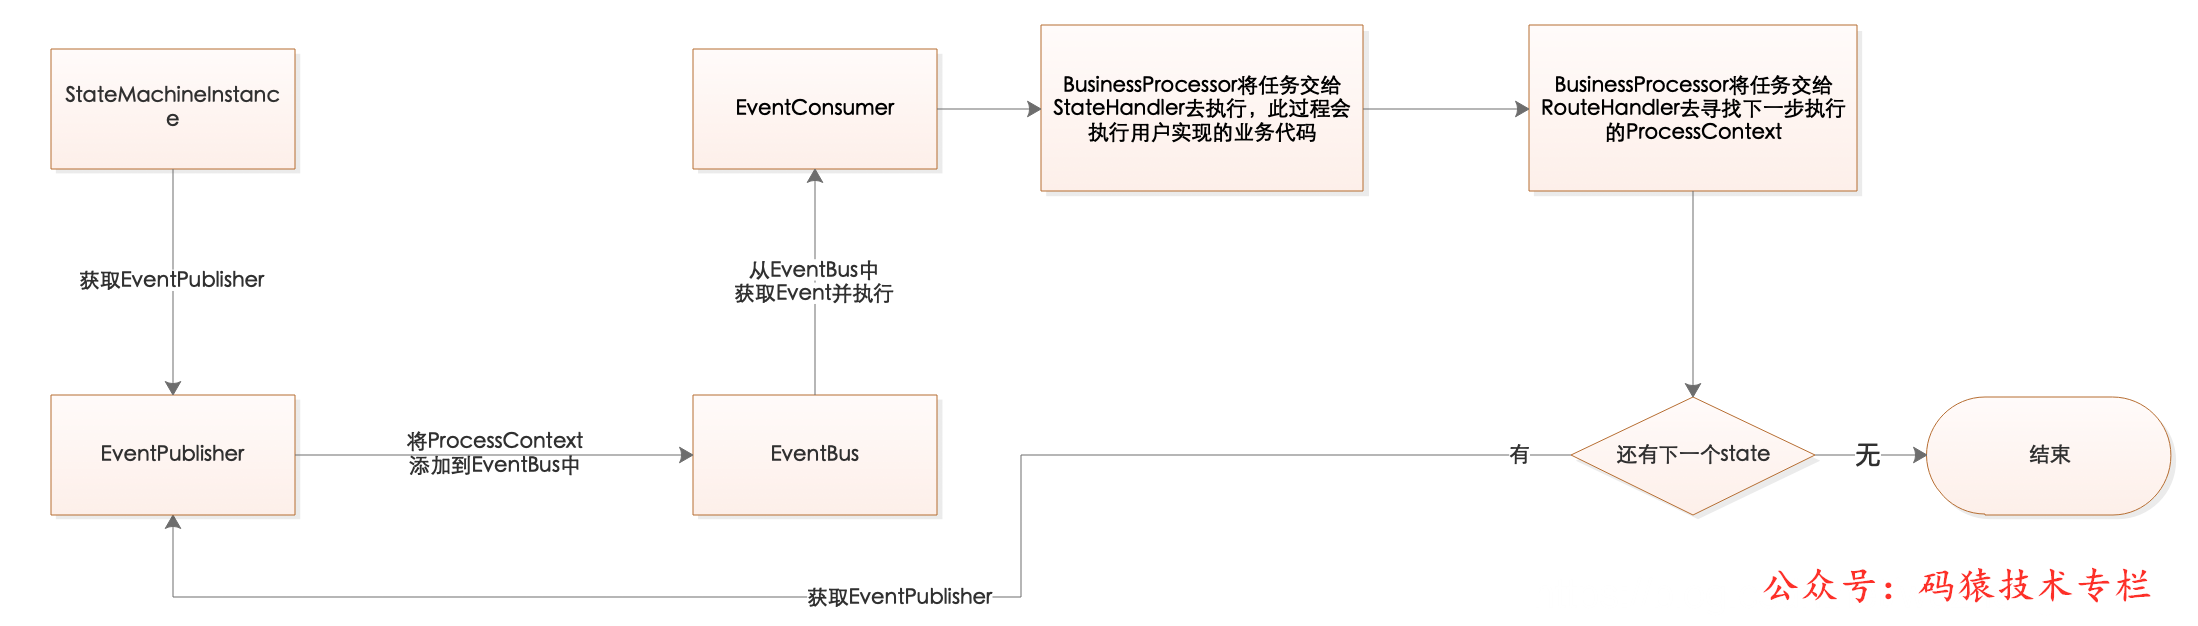 StateMachineInstanc
e
获取EventPublisher
EventPublisher
将ProcessContext
添加到EventBus中
EventBus
从EventBus中
获取Event并执行
EventConsumer
BusinessProcessor将任务交给
StateHandler去执行，此过程会
执行用户实现的业务代码
BusinessProcessor将任务交给
RouteHandler去寻找下一步执行
的ProcessContext
还有下一个state
有
获取EventPublisher
无
结束
公众号：码猿技术专栏